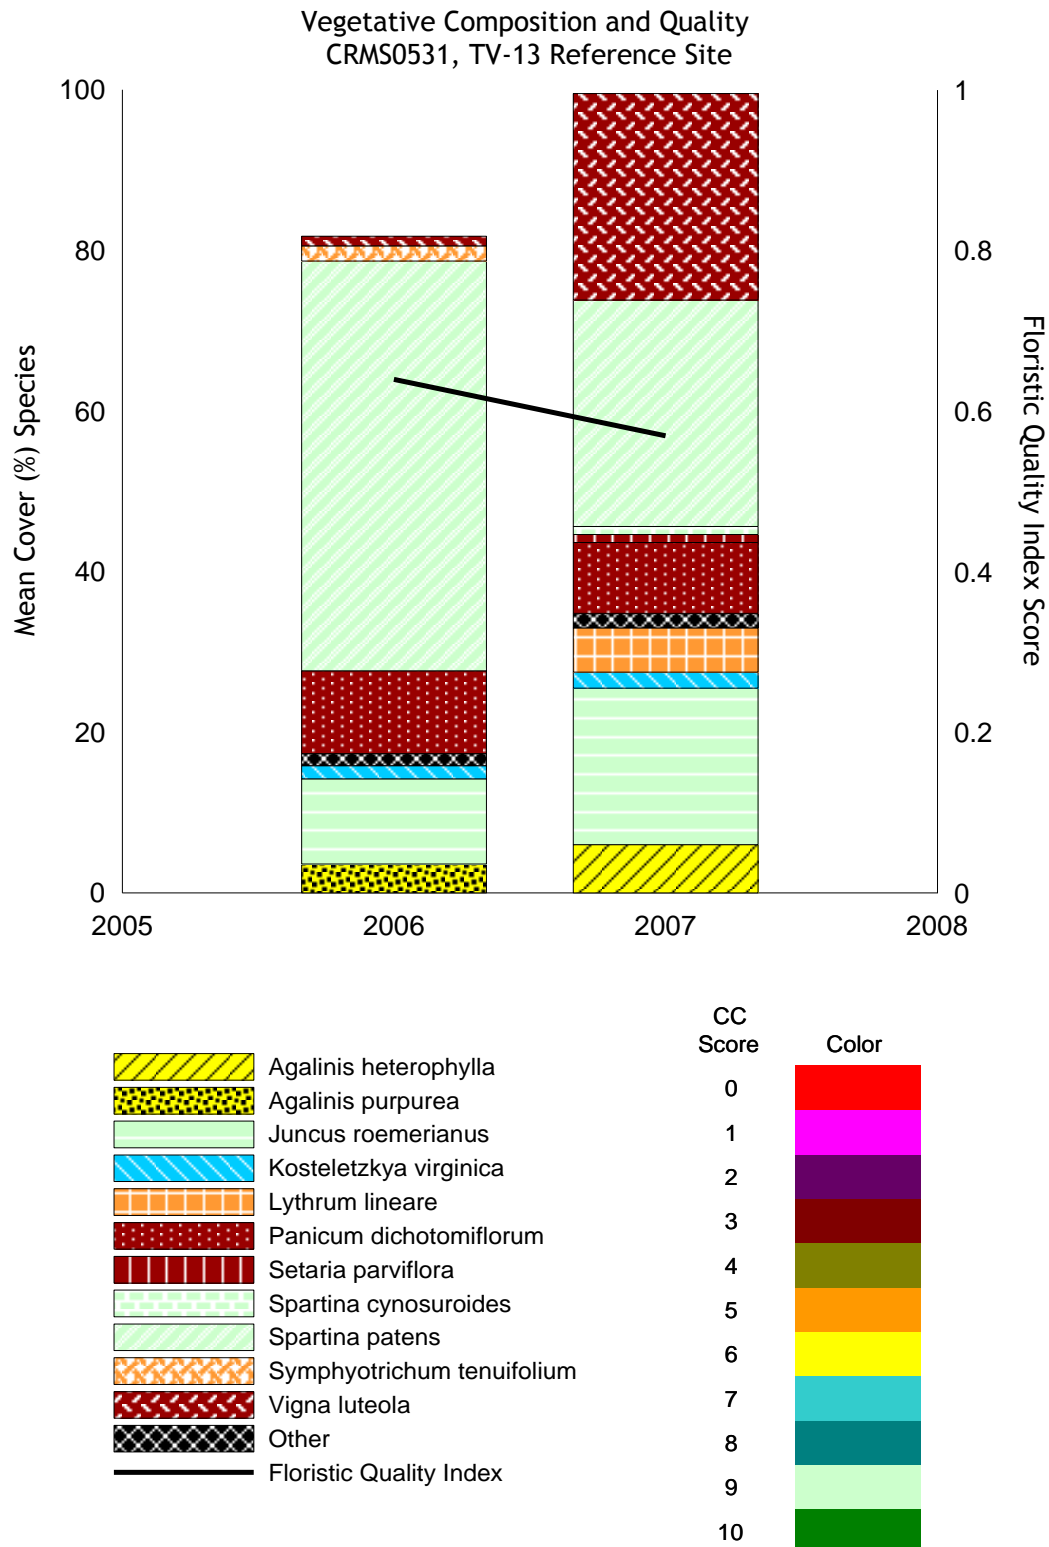 Vegetative Composition and Quality
CRMS0531, TV-13 Reference Site
100
80
60
40
20
0
Mean Cover (%) Species
1
0.8
0.6
0.4
0.2
0
Floristic Quality Index Score
2005 2006 2007 2008
Agalinis heterophylla
Agalinis purpurea
Juncus roemerianus
Kosteletzkya virginica
Lythrum lineare
Panicum dichotomiflorum
Setaria parviflora
Spartina cynosuroides
Spartina patens
Symphyotrichum tenuifolium
Vigna luteola
Other
Floristic Quality Index
CC
Score Color
0
1
2
3
4
5
6
7
8
9
10